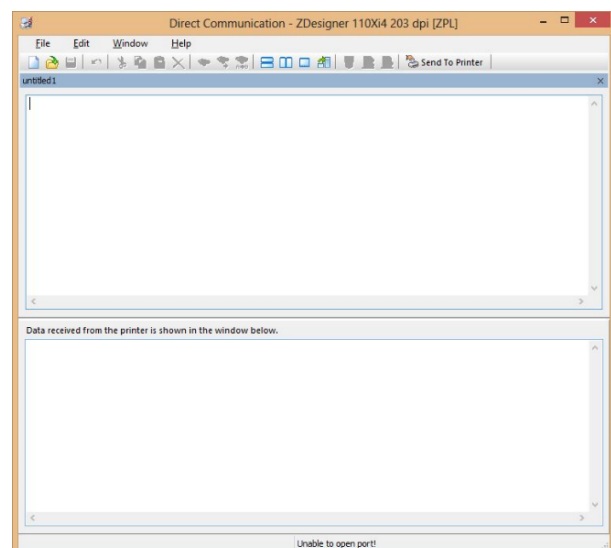 Direct Communication - ZDesigner 110Xi4 203 dpi [ZPL]
File Edit Window Help
Send To Printer
untitled1
Data received from the printer is shown in the window below.
Unable to open port!